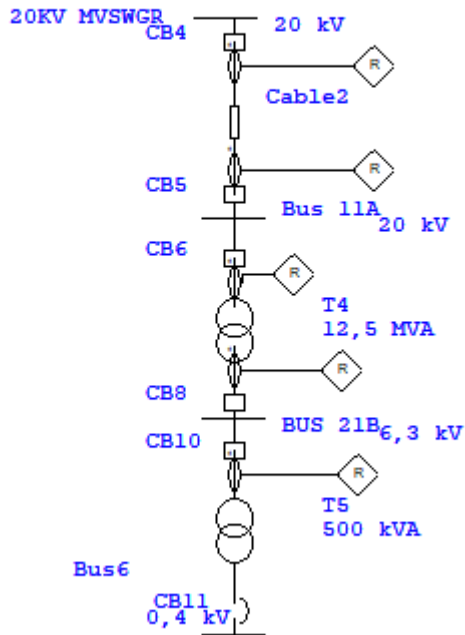 20KV MVSWGR
20 kV
CB4
R
Cable2
R
CB5
Bus 11A
20 kV
CB6
R
T4
12,5 MVA
R
CB8
BUS 21B
6,3 kV
CB10
R
T5
500 kVA
Bus6
CB11
0,4 kV